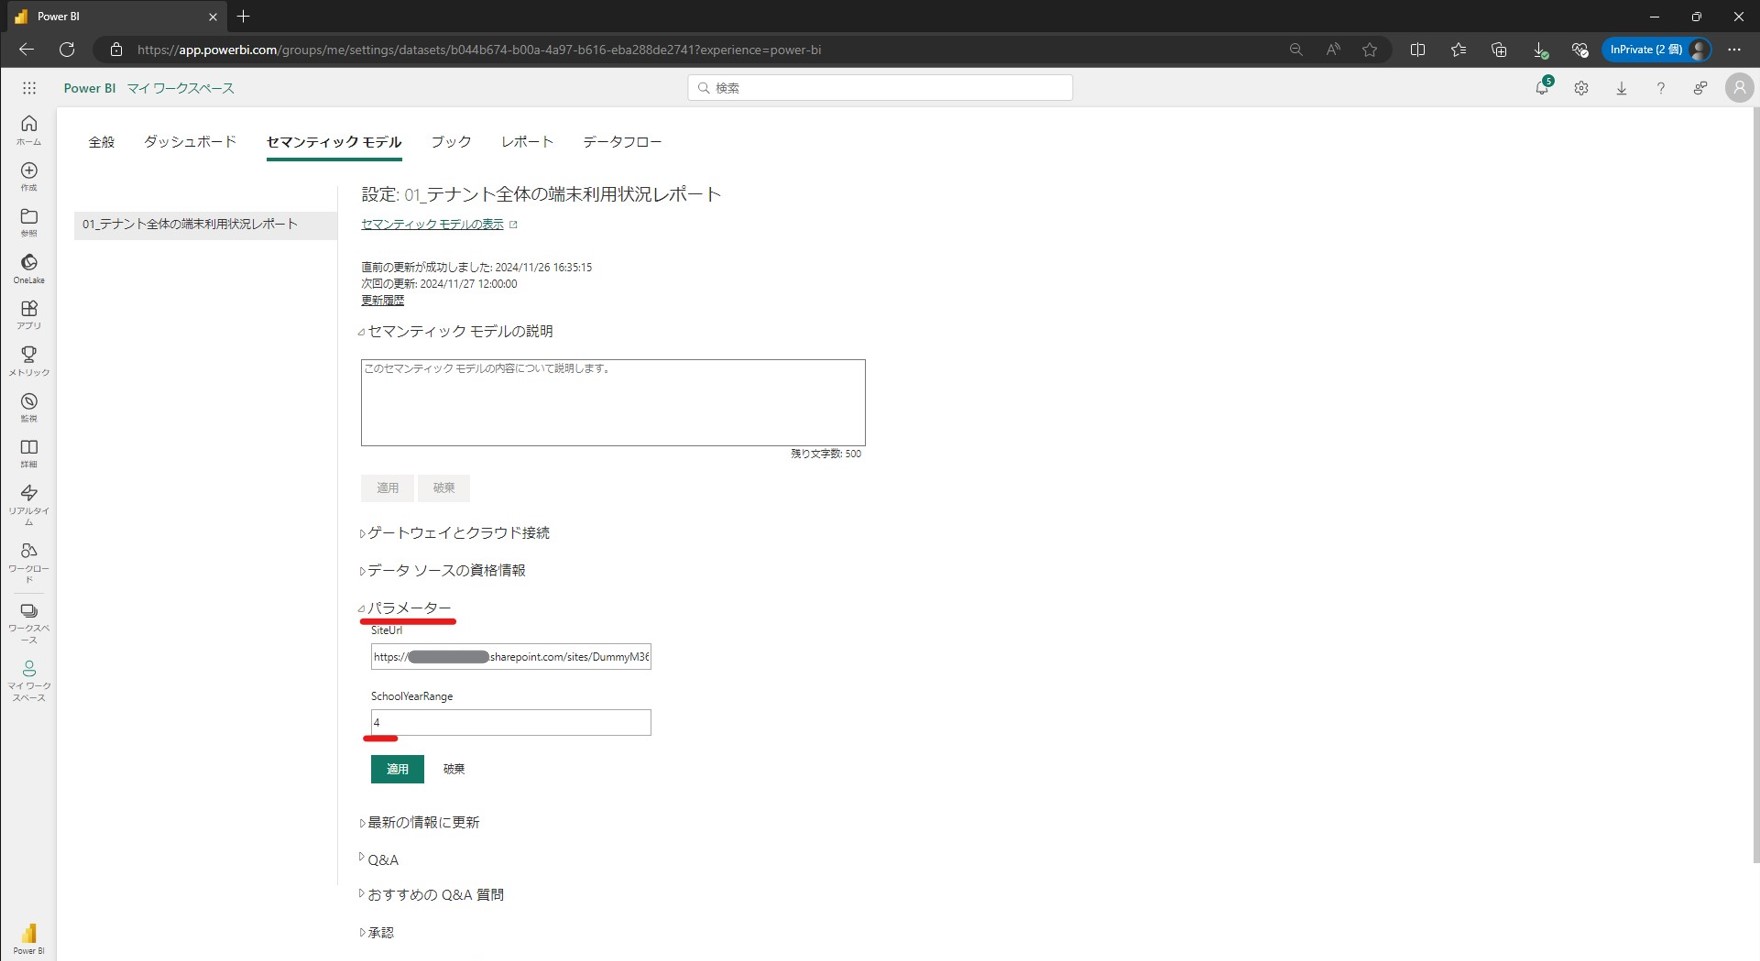 Power BI
https://app.powerbi.com/groups/me/settings/datasets/b044b674-b00a-4a97-b616-eba288de2741?experience=power-bi
InPrivate (2 個)
Power BI マイ ワークスペース
検索
5
ホーム
作成
参照
OneLake
アプリ
メトリック
監視
詳細
リアルタイ
ム
ワークロー
ド
ワークスペ
ース
マイ ワーク
スペース
Power BI
全般 ダッシュボード セマンティック モデル ブック レポート データフロー
01_テナント全体の端末利用状況レポート
設定: 01_テナント全体の端末利用状況レポート
セマンティック モデルの表示
直前の更新が成功しました: 2024/11/26 16:35:15
次回の更新: 2024/11/27 12:00:00
更新履歴
セマンティック モデルの説明
このセマンティック モデルの内容について説明します。
残り文字数: 500
適用 破棄
ゲートウェイとクラウド接続
データ ソースの資格情報
パラメーター
SiteUrl
https:// .sharepoint.com/sites/DummyM36
SchoolYearRange
4
適用 破棄
最新の情報に更新
Q&A
おすすめの Q&A 質問
承認